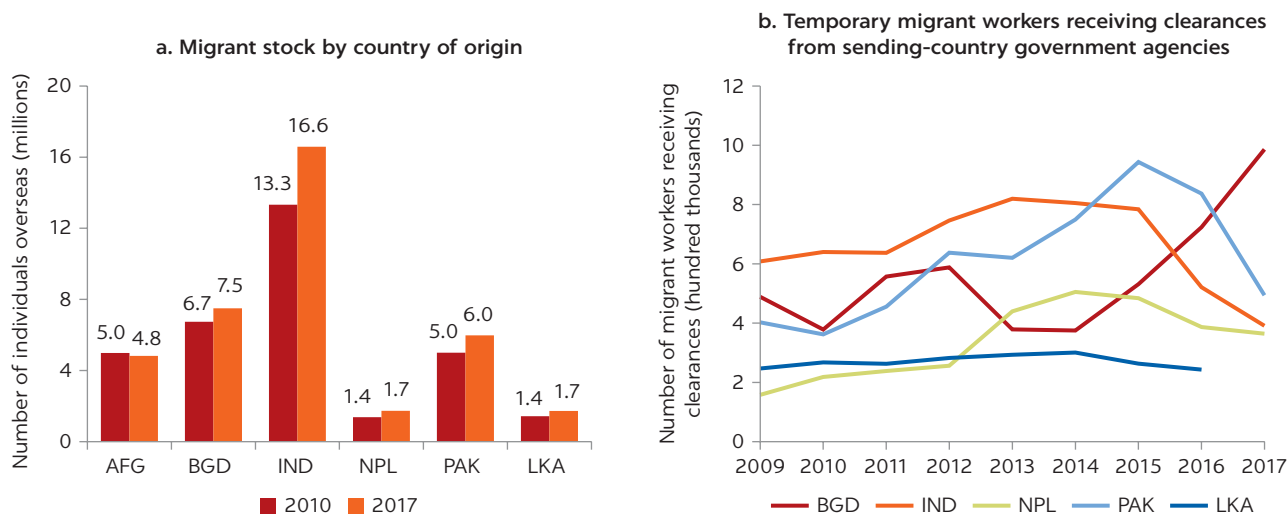 a. Migrant stock by country of origin
Number of individuals overseas (millions)
20
16
12
8
4
0
5.0
4.8
6.7
7.5
13.3
16.6
1.4
1.7
5.0
6.0
1.4
1.7
AFG BGD IND NPL PAK LKA
2010 2017
b. Temporary migrant workers receiving clearances
from sending-country government agencies
Number of migrant workers receiving
clearances (hundred thousands)
12
10
8
6
4
2
0
2009 2010 2011 2012 2013 2014 2015 2016 2017
BGD IND NPL PAK LKA